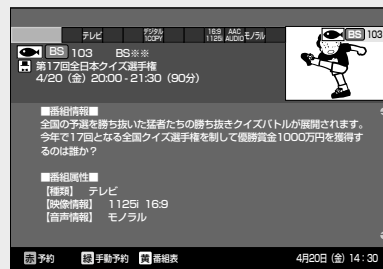 テレビ デジタル 1COPY 16:9 1125i AAC AUDIO モノラル
BS 103 BS※※
BS 103
第17回全日本クイズ選手権
4/20（金）20:00-21:30（90分）
■番組情報■
全国の予選を勝ち抜いた猛者たちの勝ち抜きクイズバトルが展開されます。
今年で17回となる全国クイズ選手権を制して優勝賞金1000万円を獲得す
るのは誰か？
■番組属性■
【種類】 テレビ
【映像情報】 1125i 16:9
【音声情報】 モノラル
赤 予約 緑 手動予約 黄 番組表 4月20日（金）14：30